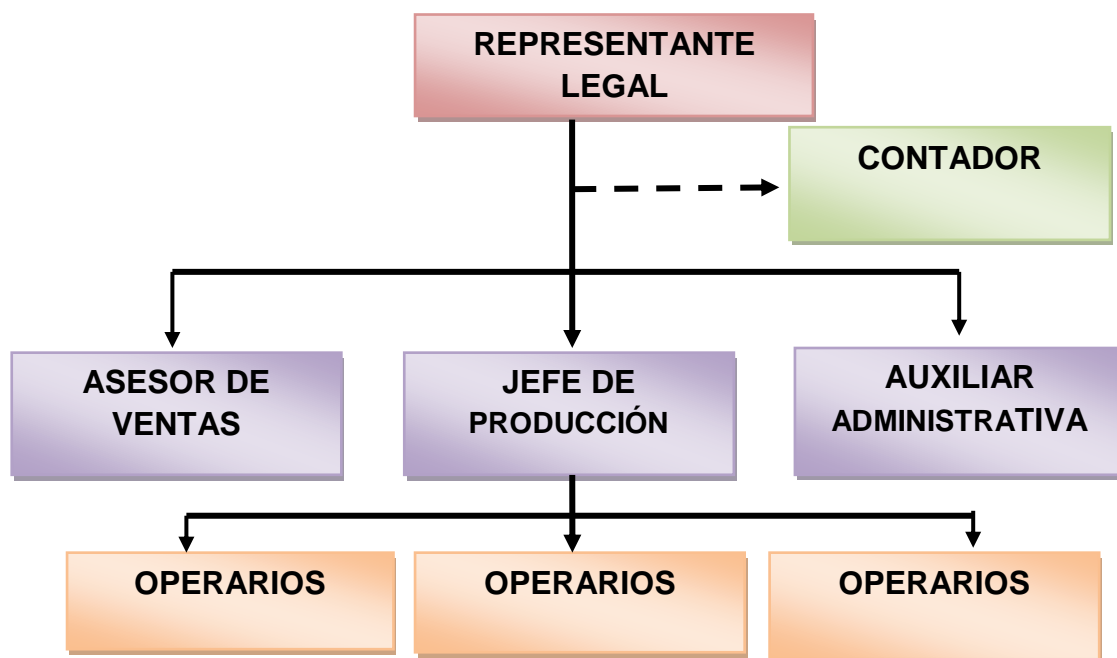 REPRESENTANTE
LEGAL
CONTADOR
ASESOR DE
VENTAS
JEFE DE
PRODUCCIÓN
AUXILIAR
ADMINISTRATIVA
OPERARIOS
OPERARIOS
OPERARIOS